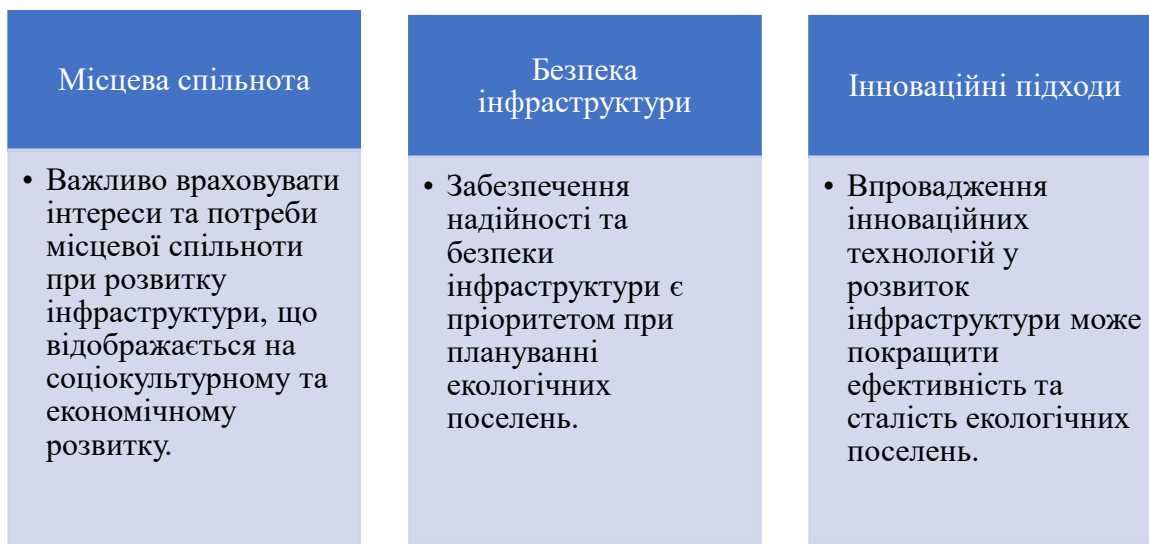 Місцева спільнота
• Важливо враховувати
інтереси та потреби
місцевої спільноти
при розвитку
інфраструктури, що
відображається на
соціокультурному та
економічному
розвитку.
Безпека
інфраструктури
• Забезпечення
надійності та
безпеки
інфраструктури є
пріоритетом при
плануванні
екологічних
поселень.
Інноваційні підходи
• Впровадження
інноваційних
технологій у
розвиток
інфраструктури може
покращити
ефективність та
сталість екологічних
поселень.